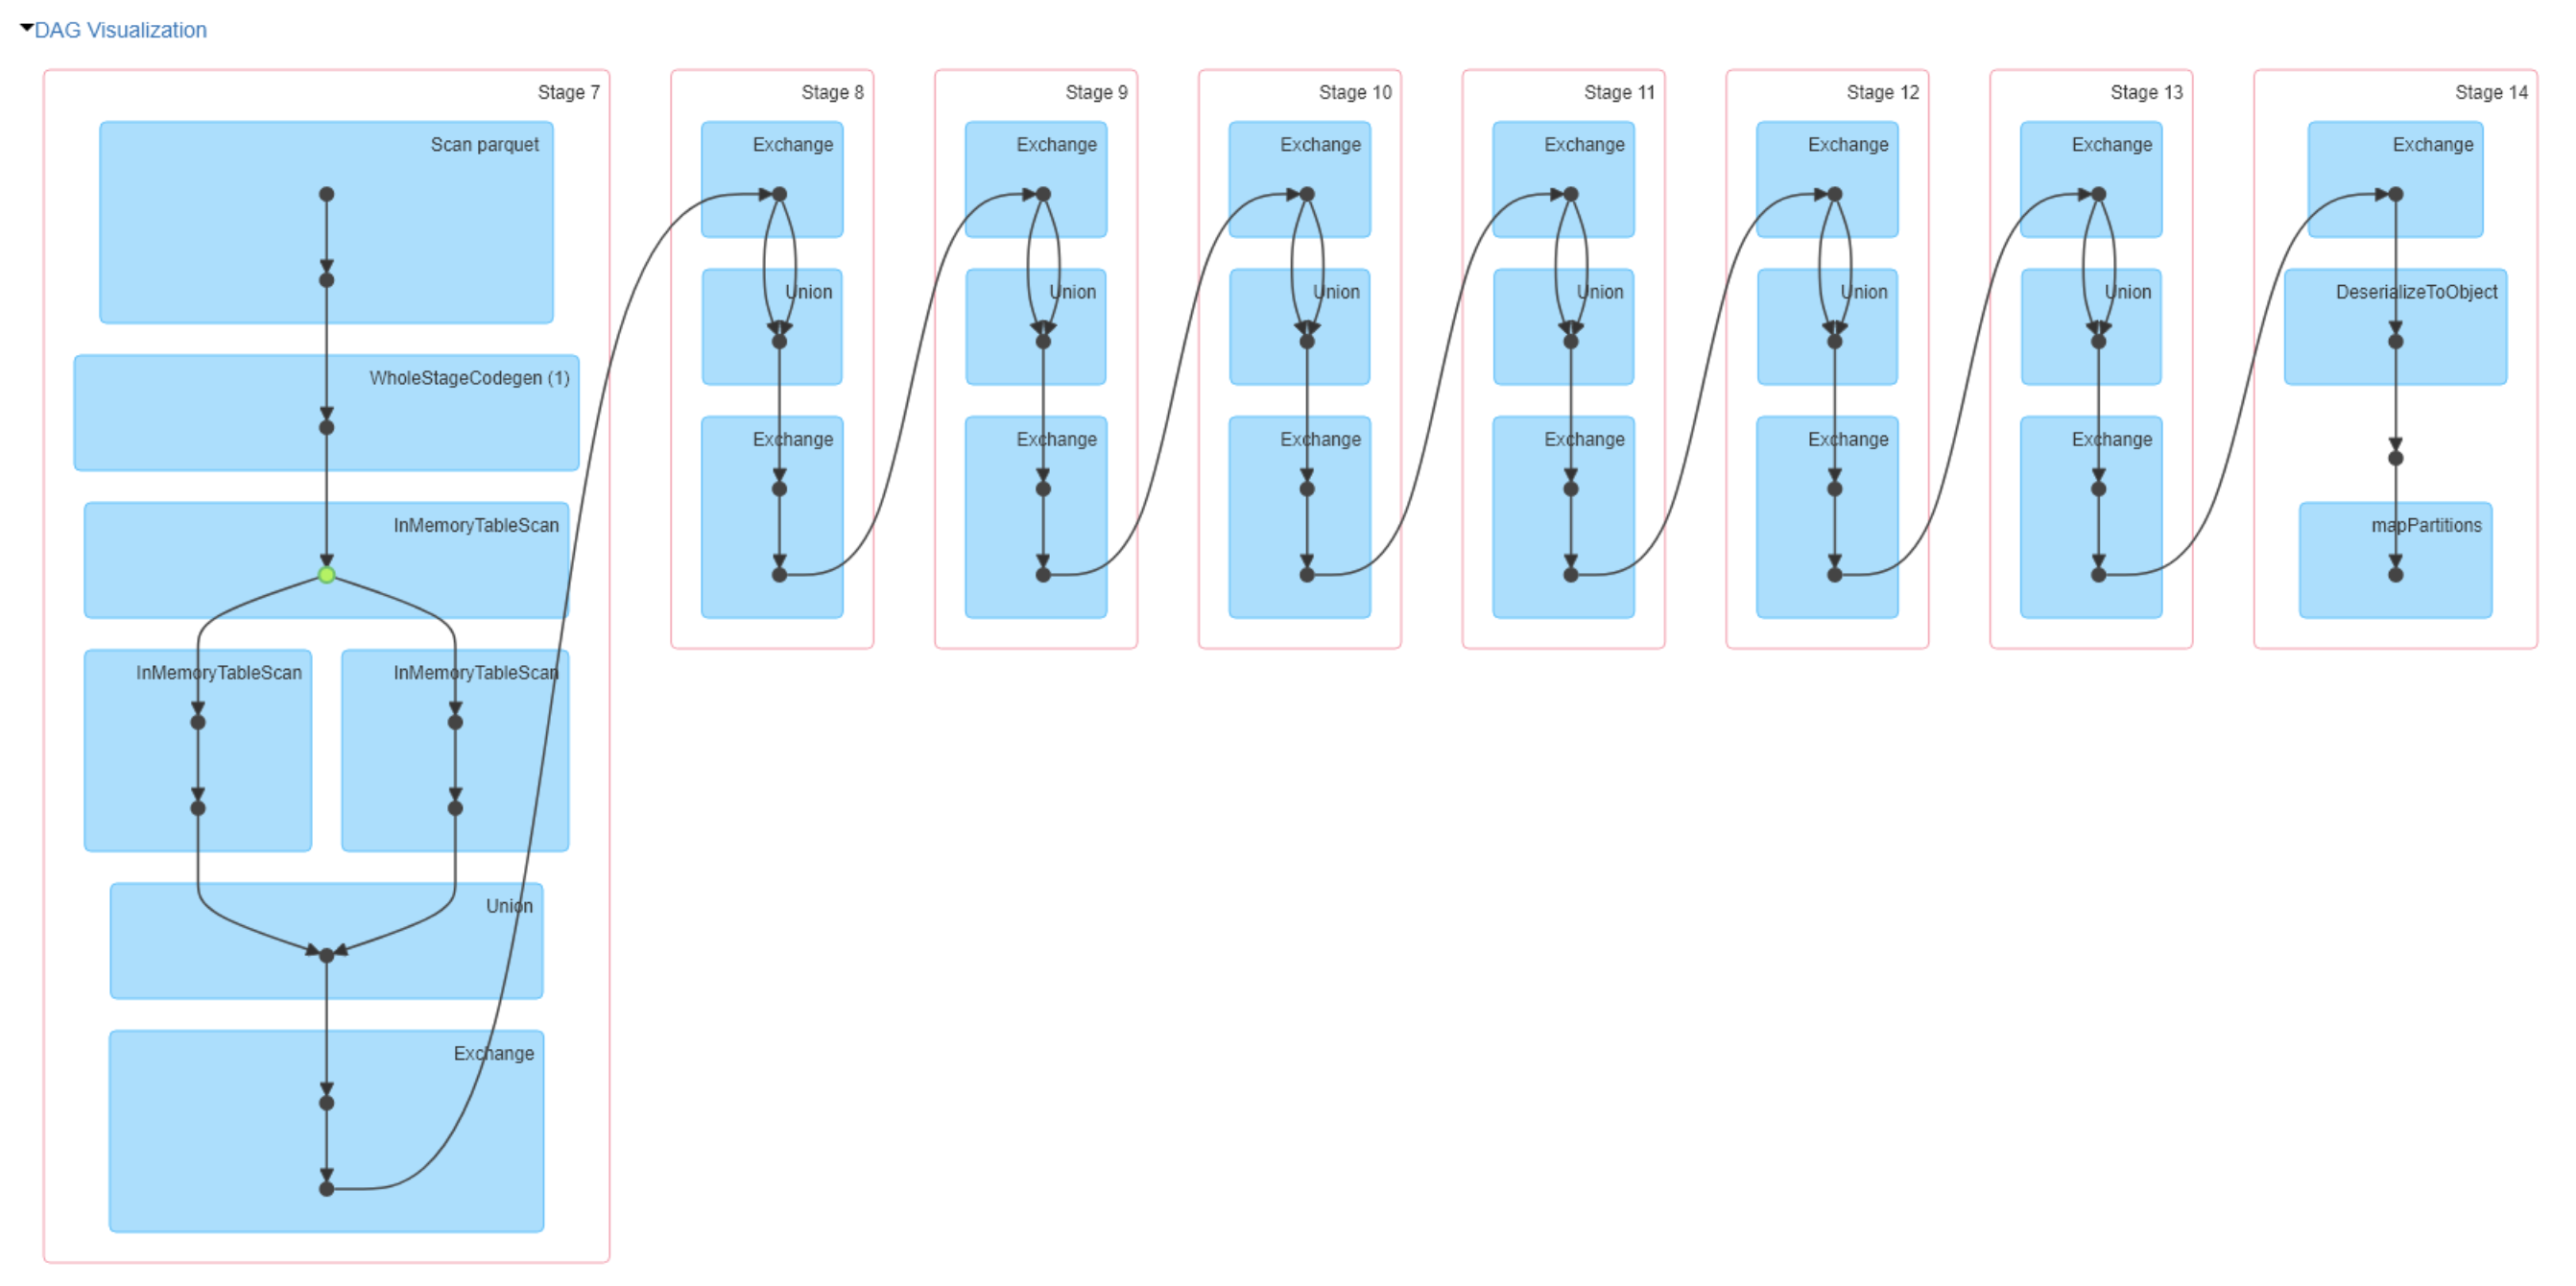 DAG Visualization
Stage 7
Scan parquet
WholeStageCodegen (1)
InMemoryTableScan
InMemoryTableScan
InMemoryTableScan
Union
Exchange
Stage 8
Exchange
Union
Exchange
Stage 9
Exchange
Union
Exchange
Stage 10
Exchange
Union
Exchange
Stage 11
Exchange
Union
Exchange
Stage 12
Exchange
Union
Exchange
Stage 13
Exchange
Union
Exchange
Stage 14
Exchange
DeserializeToObject
mapPartitions